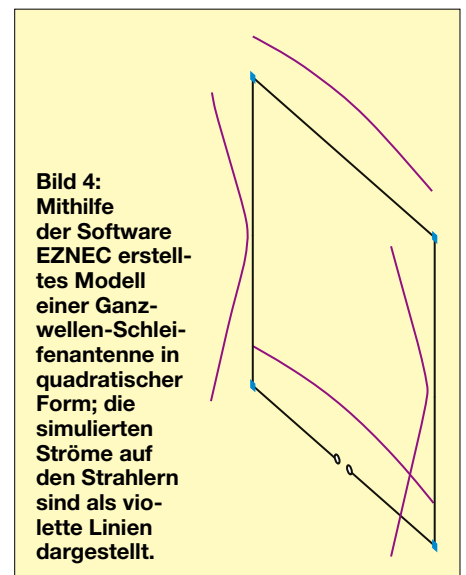 Bild 4:
Mithilfe
der Software
EZNEC erstell-
tes Modell
einer Ganz-
wellen-Schlei-
fenantenne in
quadratischer
Form; die
simulierten
Ströme auf
den Strahlern
sind als vio-
lette Linien
dargestellt.